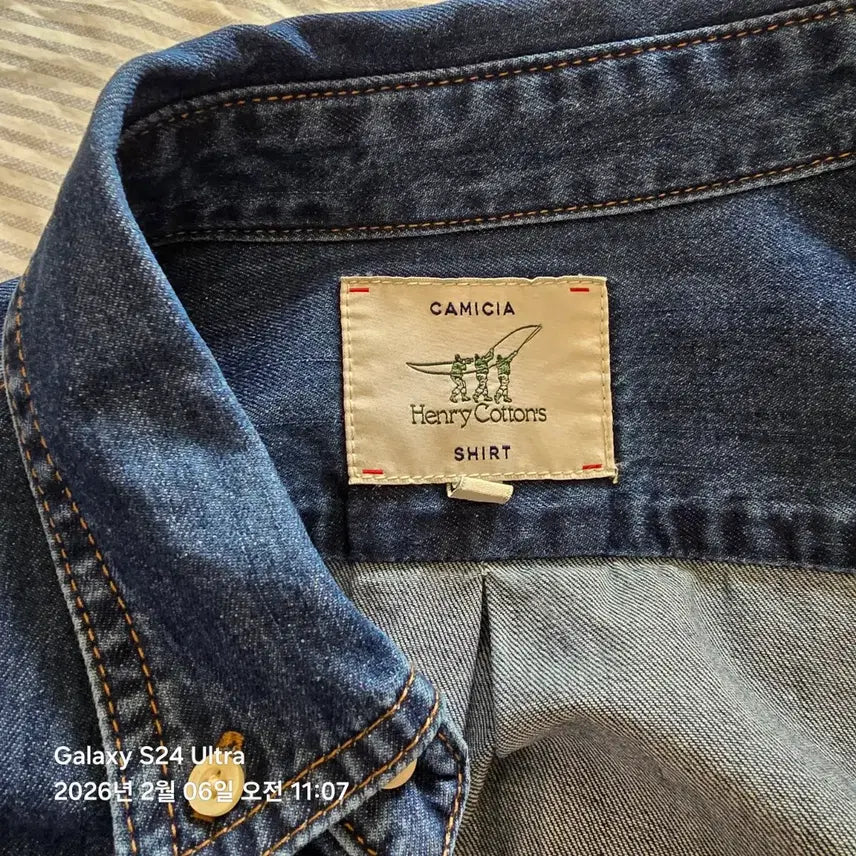 CAMICIA
Henry Cotton's
SHIRT
Galaxy S24 Ultra
2026년 2월 06일 오전 11:07